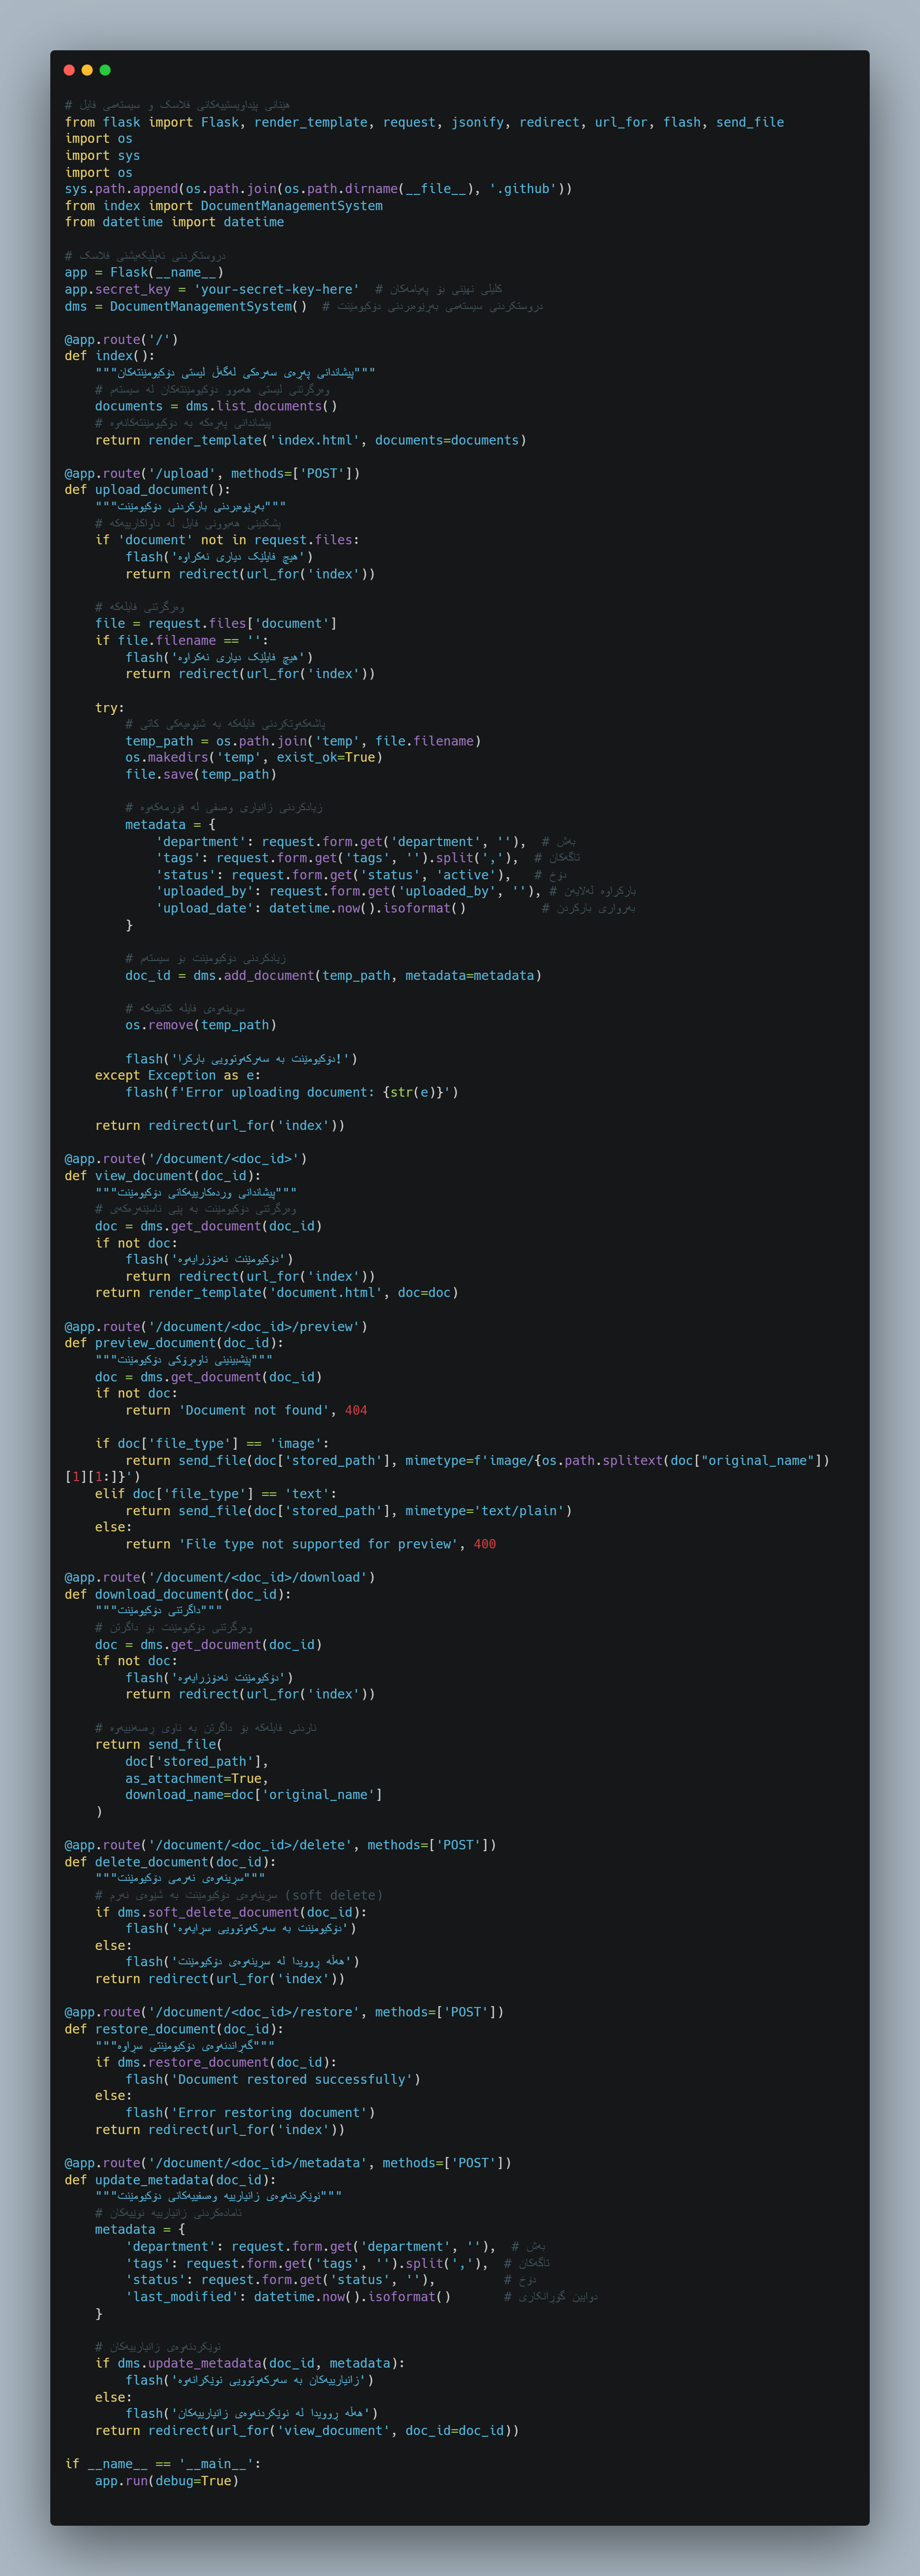 # هێنانی پێداویستییەکانی فلاسک و سیستەمی فایل
from flask import Flask, render_template, request, jsonify, redirect, url_for, flash, send_file
import os
import sys
import os
sys.path.append(os.path.join(os.path.dirname(__file__), '.github'))
from index import DocumentManagementSystem
from datetime import datetime

# دروستکردنی ئەپڵیکەیشنی فلاسک
app = Flask(__name__)
app.secret_key = 'your-secret-key-here'  # کلیلی نهێنی بۆ پەیامەکان
dms = DocumentManagementSystem()  # دروستکردنی سیستەمی بەڕێوەبردنی دۆکیومێنت

@app.route('/')
def index():
    """پیشاندانی پەڕەی سەرەکی لەگەڵ لیستی دۆکیومێنتەکان"""
    # وەرگرتنی لیستی هەموو دۆکیومێنتەکان لە سیستەم
    documents = dms.list_documents()
    # پیشاندانی پەڕەکە بە دۆکیومێنتەکانەوە
    return render_template('index.html', documents=documents)

@app.route('/upload', methods=['POST'])
def upload_document():
    """بەڕێوەبردنی بارکردنی دۆکیومێنت"""
    # پشکنینی هەبوونی فایل لە داواکارییەکە
    if 'document' not in request.files:
        flash('هیچ فایلێک دیاری نەکراوە')
        return redirect(url_for('index'))

    # وەرگرتنی فایلەکە
    file = request.files['document']
    if file.filename == '':
        flash('هیچ فایلێک دیاری نەکراوە')
        return redirect(url_for('index'))

    try:
        # پاشەکەوتکردنی فایلەکە بە شێوەیەکی کاتی
        temp_path = os.path.join('temp', file.filename)
        os.makedirs('temp', exist_ok=True)
        file.save(temp_path)

        # زیادکردنی زانیاری وەسفی لە فۆرمەکەوە
        metadata = {
            'department': request.form.get('department', ''),  # بەش
            'tags': request.form.get('tags', '').split(','),  # تاگەکان
            'status': request.form.get('status', 'active'),   # دۆخ
            'uploaded_by': request.form.get('uploaded_by', ''), # بارکراوە لەلایەن
            'upload_date': datetime.now().isoformat()          # بەرواری بارکردن
        }

        # زیادکردنی دۆکیومێنت بۆ سیستەم
        doc_id = dms.add_document(temp_path, metadata=metadata)

        # سڕینەوەی فایلە کاتییەکە
        os.remove(temp_path)

        flash('دۆکیومێنت بە سەرکەوتوویی بارکرا!')
    except Exception as e:
        flash(f'Error uploading document: {str(e)}')

    return redirect(url_for('index'))

@app.route('/document/<doc_id>')
def view_document(doc_id):
    """پیشاندانی وردەکارییەکانی دۆکیومێنت"""
    # وەرگرتنی دۆکیومێنت بە پێی ناسێنەرەکەی
    doc = dms.get_document(doc_id)
    if not doc:
        flash('دۆکیومێنت نەدۆزرایەوە')
        return redirect(url_for('index'))
    return render_template('document.html', doc=doc)

@app.route('/document/<doc_id>/preview')
def preview_document(doc_id):
    """پێشبینینی ناوەڕۆکی دۆکیومێنت"""
    doc = dms.get_document(doc_id)
    if not doc:
        return 'Document not found', 404

    if doc['file_type'] == 'image':
        return send_file(doc['stored_path'], mimetype=f'image/{os.path.splitext(doc["original_name"])
[1][1:]}')
    elif doc['file_type'] == 'text':
        return send_file(doc['stored_path'], mimetype='text/plain')
    else:
        return 'File type not supported for preview', 400

@app.route('/document/<doc_id>/download')
def download_document(doc_id):
    """داگرتنی دۆکیومێنت"""
    # وەرگرتنی دۆکیومێنت بۆ داگرتن
    doc = dms.get_document(doc_id)
    if not doc:
        flash('دۆکیومێنت نەدۆزرایەوە')
        return redirect(url_for('index'))

    # ناردنی فایلەکە بۆ داگرتن بە ناوی ڕەسەنییەوە
    return send_file(
        doc['stored_path'],
        as_attachment=True,
        download_name=doc['original_name']
    )

@app.route('/document/<doc_id>/delete', methods=['POST'])
def delete_document(doc_id):
    """سڕینەوەی نەرمی دۆکیومێنت"""
    # سڕینەوەی دۆکیومێنت بە شێوەی نەرم (soft delete)
    if dms.soft_delete_document(doc_id):
        flash('دۆکیومێنت بە سەرکەوتوویی سڕایەوە')
    else:
        flash('هەڵە ڕوویدا لە سڕینەوەی دۆکیومێنت')
    return redirect(url_for('index'))

@app.route('/document/<doc_id>/restore', methods=['POST'])
def restore_document(doc_id):
    """گەڕاندنەوەی دۆکیومێنتی سڕاوە"""
    if dms.restore_document(doc_id):
        flash('Document restored successfully')
    else:
        flash('Error restoring document')
    return redirect(url_for('index'))

@app.route('/document/<doc_id>/metadata', methods=['POST'])
def update_metadata(doc_id):
    """نوێکردنەوەی زانیارییە وەسفییەکانی دۆکیومێنت"""
    # ئامادەکردنی زانیارییە نوێیەکان
    metadata = {
        'department': request.form.get('department', ''),  # بەش
        'tags': request.form.get('tags', '').split(','),  # تاگەکان
        'status': request.form.get('status', ''),         # دۆخ
        'last_modified': datetime.now().isoformat()       # دوایین گۆڕانکاری
    }

    # نوێکردنەوەی زانیارییەکان
    if dms.update_metadata(doc_id, metadata):
        flash('زانیارییەکان بە سەرکەوتوویی نوێکرانەوە')
    else:
        flash('هەڵە ڕوویدا لە نوێکردنەوەی زانیارییەکان')
    return redirect(url_for('view_document', doc_id=doc_id))

if __name__ == '__main__':
    app.run(debug=True)